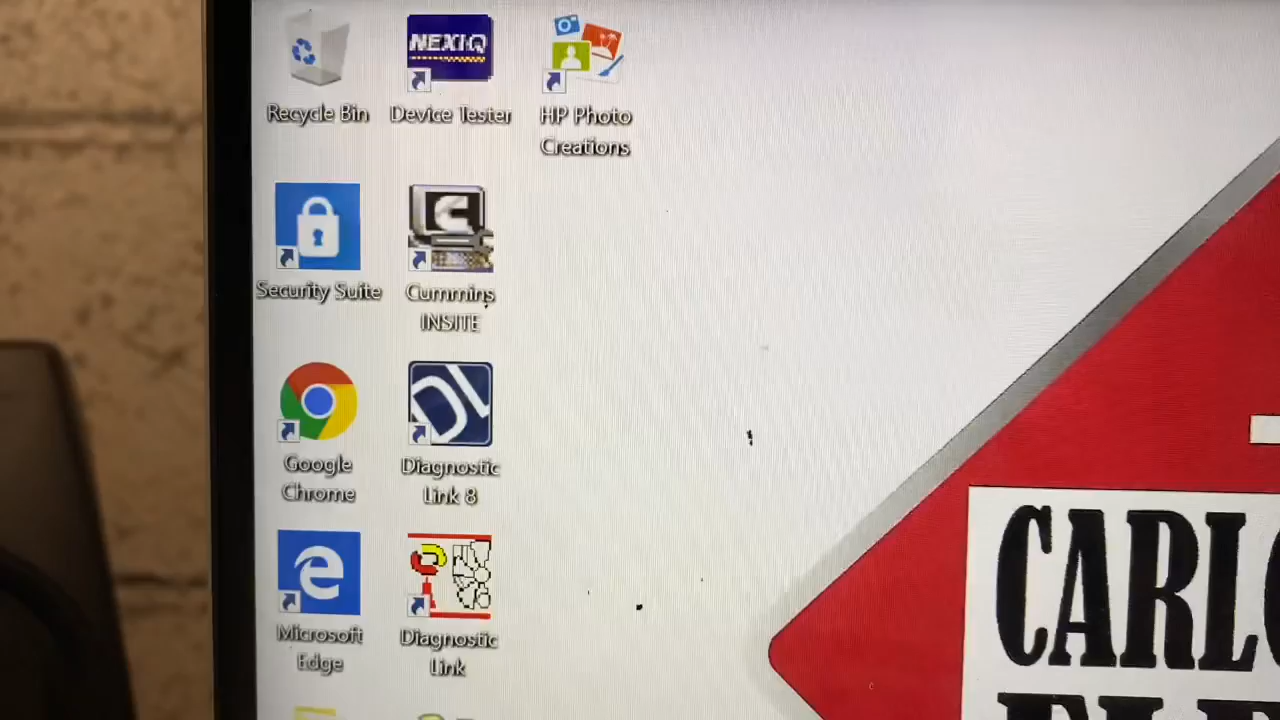 NEXIQ
Recycle Bin
Device Tester
HP Photo
Creations
Security Suite
Cummins
INSITE
Google
Chrome
Diagnostic
Link 8
Microsoft
Edge
Diagnostic
Link